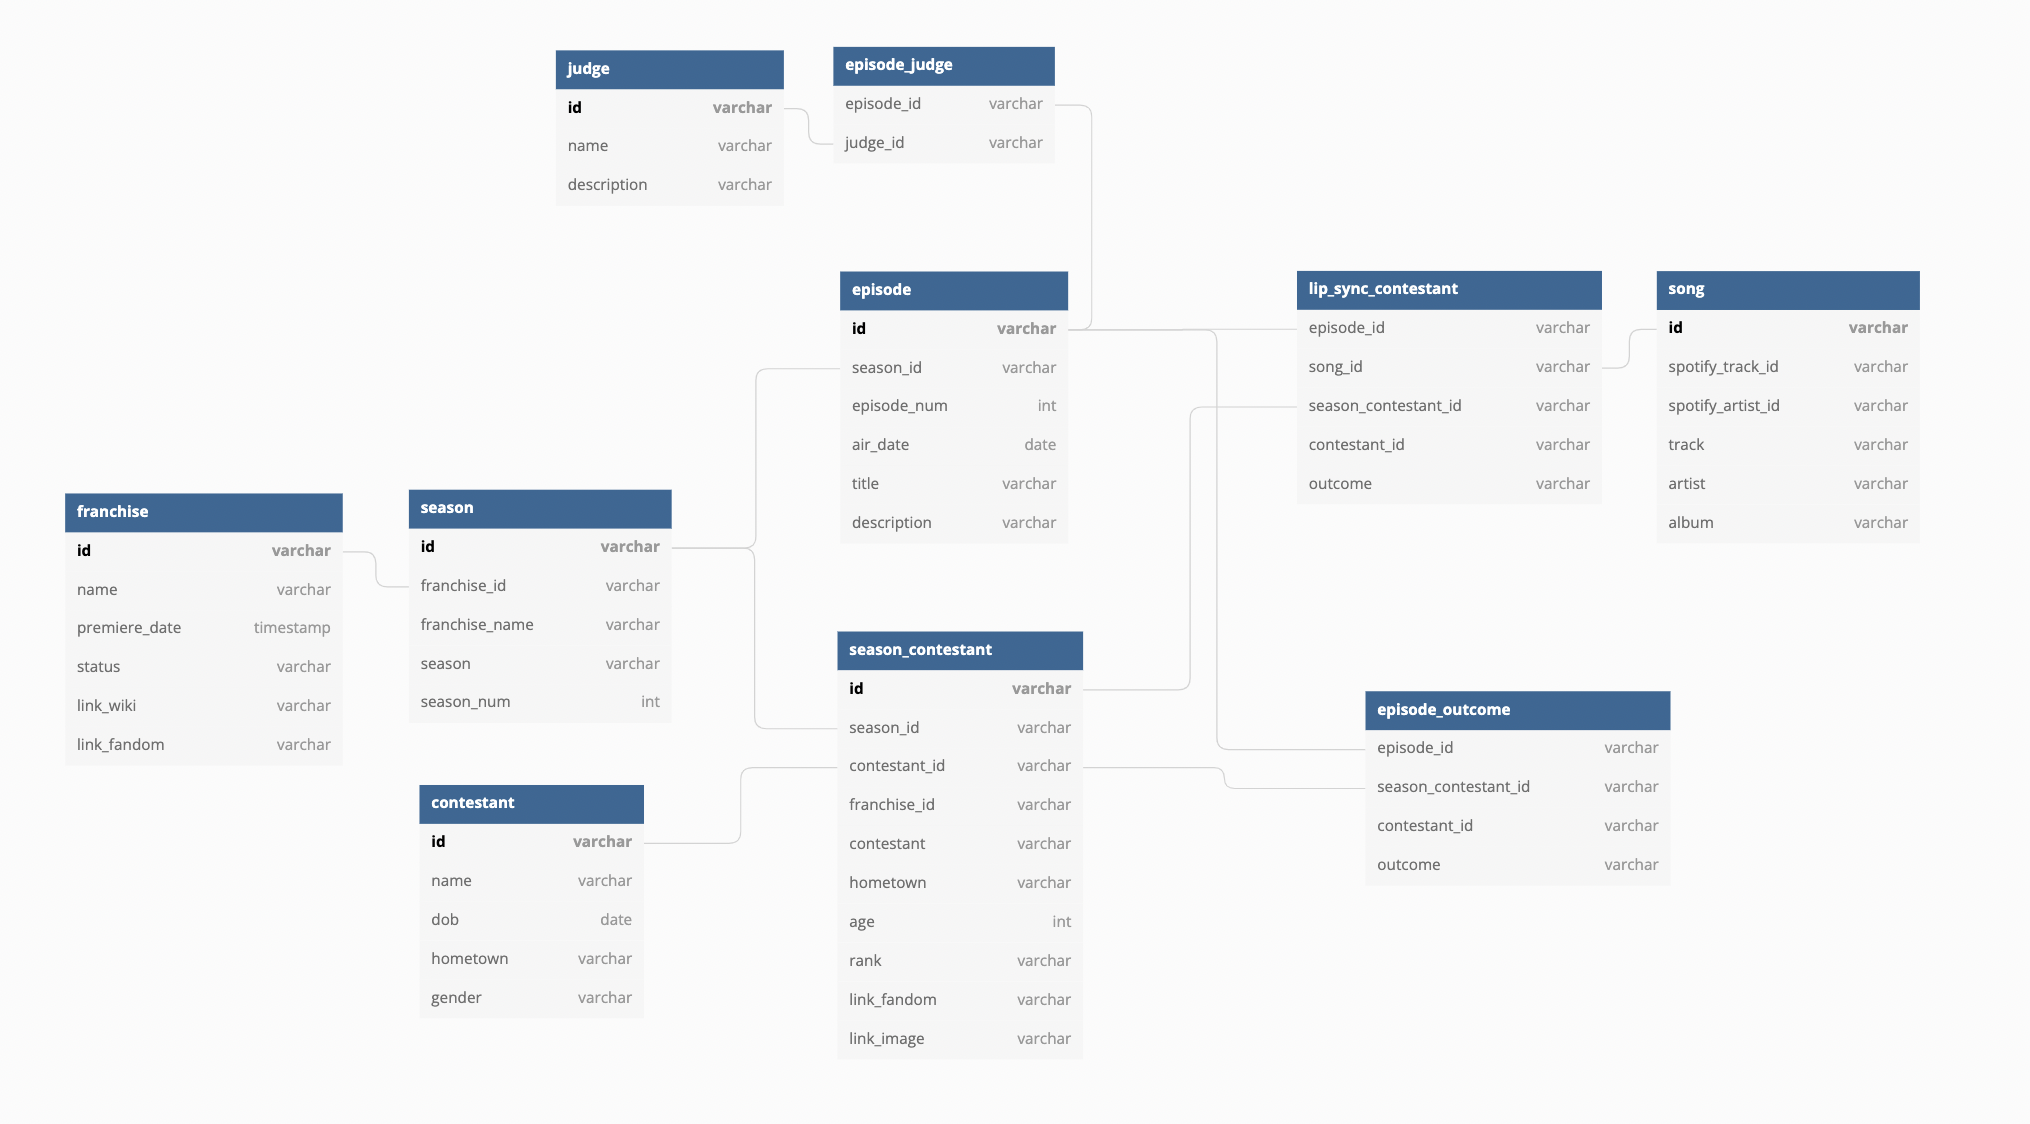 judge
id varchar
name varchar
description varchar
episode_judge
episode_id varchar
judge_id varchar
episode
id varchar
season_id varchar
episode_num int
air_date date
title varchar
description varchar
lip_sync_contestant
episode_id varchar
song_id varchar
season_contestant_id varchar
contestant_id varchar
outcome varchar
song
id varchar
spotify_track_id varchar
spotify_artist_id varchar
track varchar
artist varchar
album varchar
franchise
id varchar
name varchar
premiere_date timestamp
status varchar
link_wiki varchar
link_fandom varchar
season
id varchar
franchise_id varchar
franchise_name varchar
season varchar
season_num int
season_contestant
id varchar
season_id varchar
contestant_id varchar
franchise_id varchar
contestant varchar
hometown varchar
age int
rank varchar
link_fandom varchar
link_image varchar
episode_outcome
episode_id varchar
season_contestant_id varchar
contestant_id varchar
outcome varchar
contestant
id varchar
name varchar
dob date
hometown varchar
gender varchar